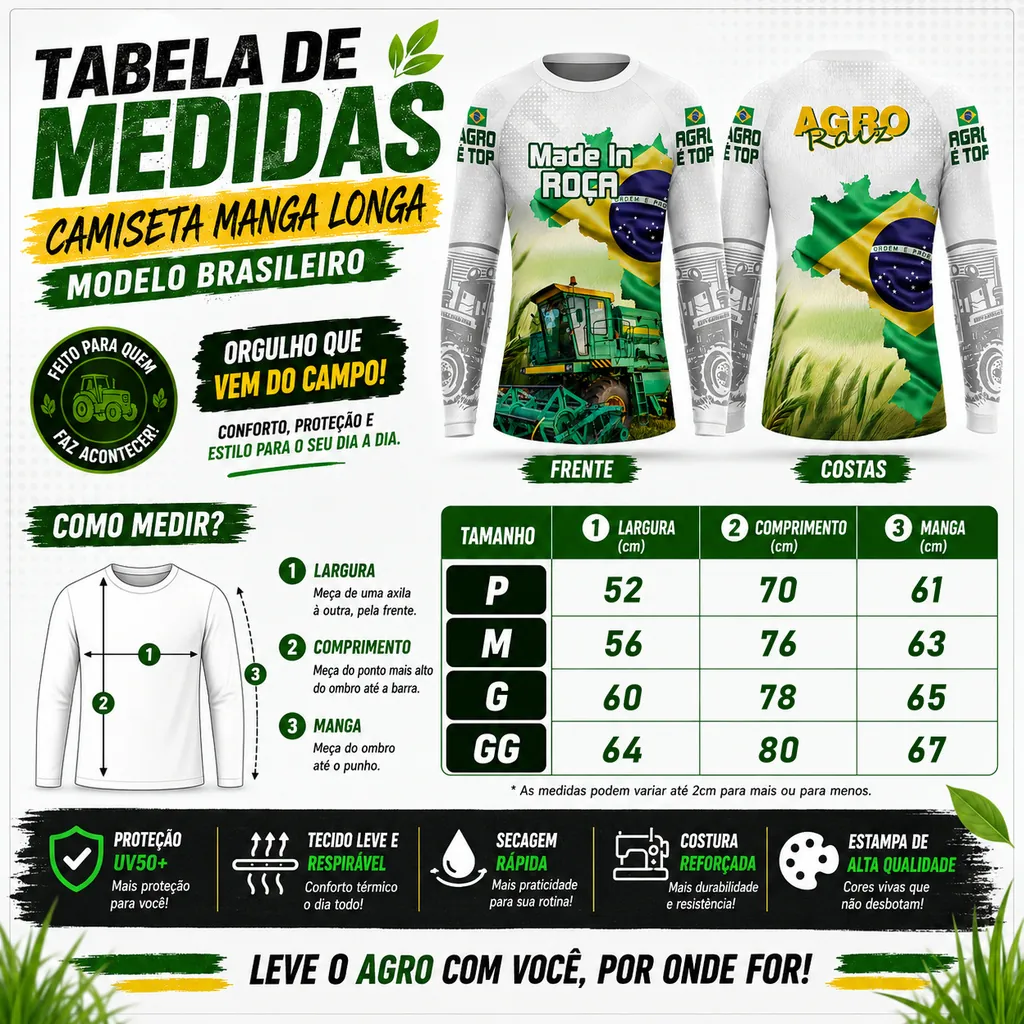 TABELA DE
MEDIDAS
CAMISETA MANGA LONGA
MODELO BRASILEIRO
FEITO PARA QUEM
FAZ ACONTECER!
ORGULHO QUE
VEM DO CAMPO!
CONFORTO, PROTEÇÃO E
ESTILO PARA O SEU DIA A DIA.
AGRO
É TOP
Made In
ROÇA
ORDEM E PRO
AGRO
É TOP
FRENTE
AGRO
É TOP
AGRO
Raiz
ORDEM E PROG
AGRO
É TOP
COSTAS
COMO MEDIR?
1
2
3
1 LARGURA
Meça de uma axila
à outra, pela frente.
2 COMPRIMENTO
Meça do ponto mais alto
do ombro até a barra.
3 MANGA
Meça do ombro
até o punho.
TAMANHO 1 LARGURA (cm) 2 COMPRIMENTO (cm) 3 MANGA (cm)
P 52 70 61
M 56 76 63
G 60 78 65
GG 64 80 67
* As medidas podem variar até 2cm para mais ou para menos.
PROTEÇÃO
UV50+
Mais proteção
para você!
TECIDO LEVE E
RESPIRÁVEL
Conforto térmico
o dia todo!
SECAGEM
RÁPIDA
Mais praticidade
para sua rotina!
COSTURA
REFORÇADA
Mais durabilidade
e resistência!
ESTAMPA DE
ALTA QUALIDADE
Cores vivas que
não desbotam!
LEVE O AGRO COM VOCÊ, POR ONDE FOR!